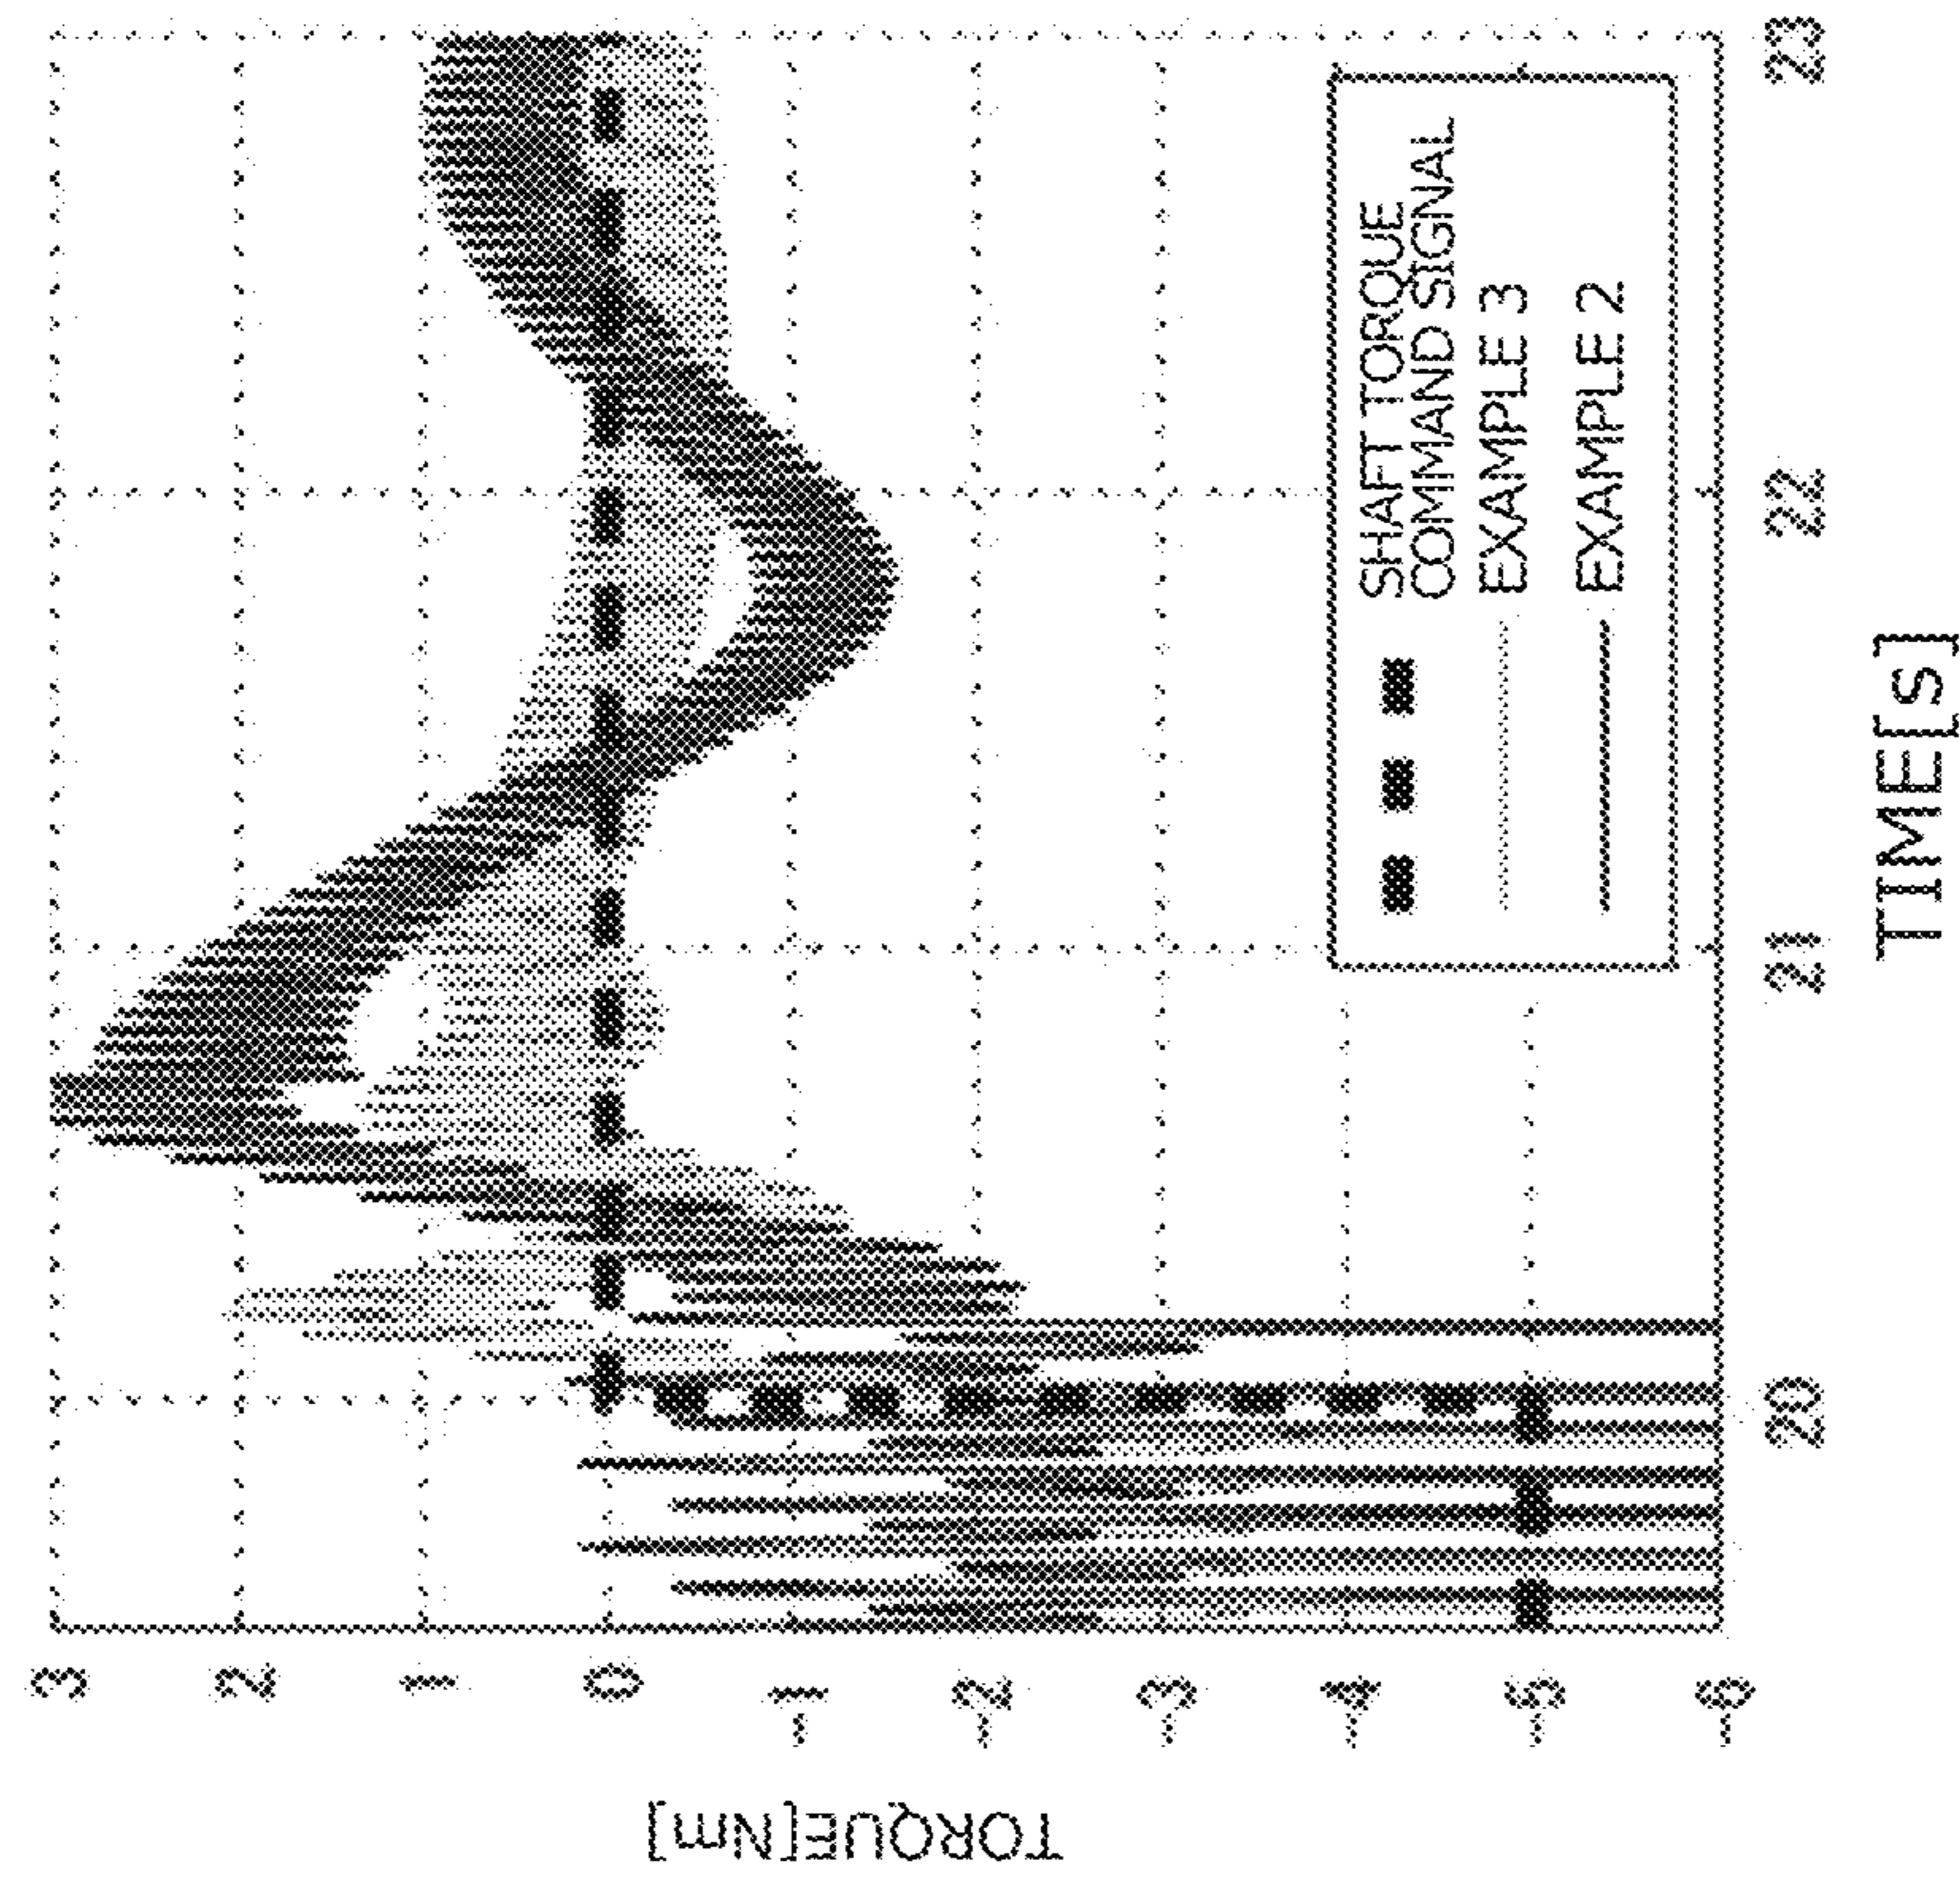 3
2
1
0
-1
-2
-3
-4
-5
-6
TORQUE[Nm]
20
21
22
23
TIME[s]
SHAFT TORQUE
COMMAND SIGNAL
EXAMPLE 3
EXAMPLE 2